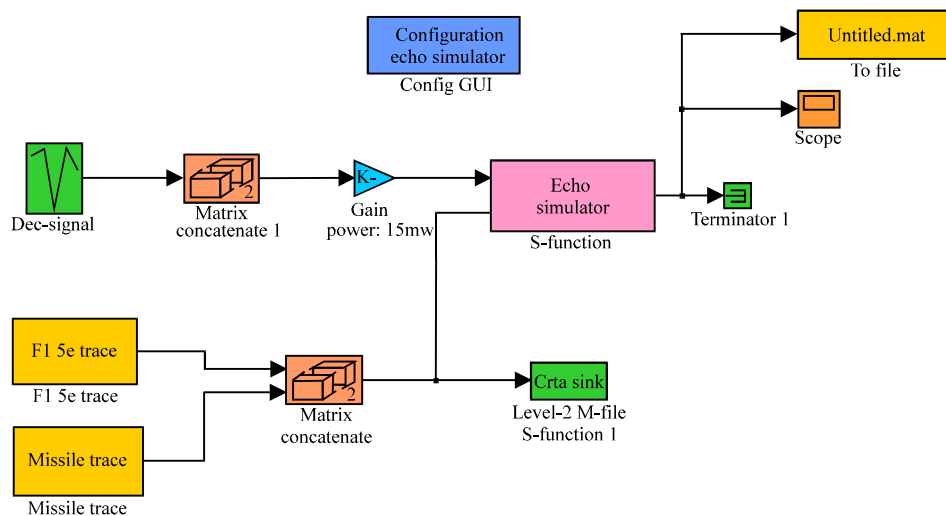 Configuration
echo simulator
Config GUI
Untitled.mat
To file
Scope
Dec-signal
2
Matrix
concatenate 1
K-
Gain
power: 15mw
Echo
simulator
S-function
Terminator 1
F1 5e trace
F1 5e trace
2
Matrix
concatenate
Crta sink
Level-2 M-file
S-function 1
Missile trace
Missile trace